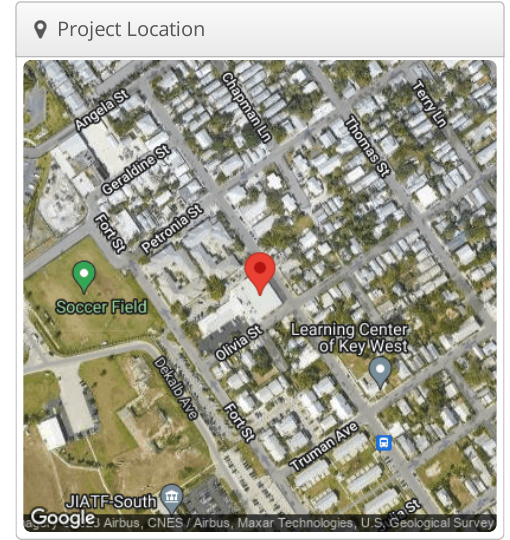 Project Location
Angela St
Chapman Ln
Terry Ln
Thomas St
Geraldine St
Petronia St
Fort St
Soccer Field
Olivia St
Learning Center
of Key West
Dekalb Ave
Fort St
Truman Ave
JIATF-South
Google
Airbus, CNES / Airbus, Maxar Technologies, U.S. Geological Survey